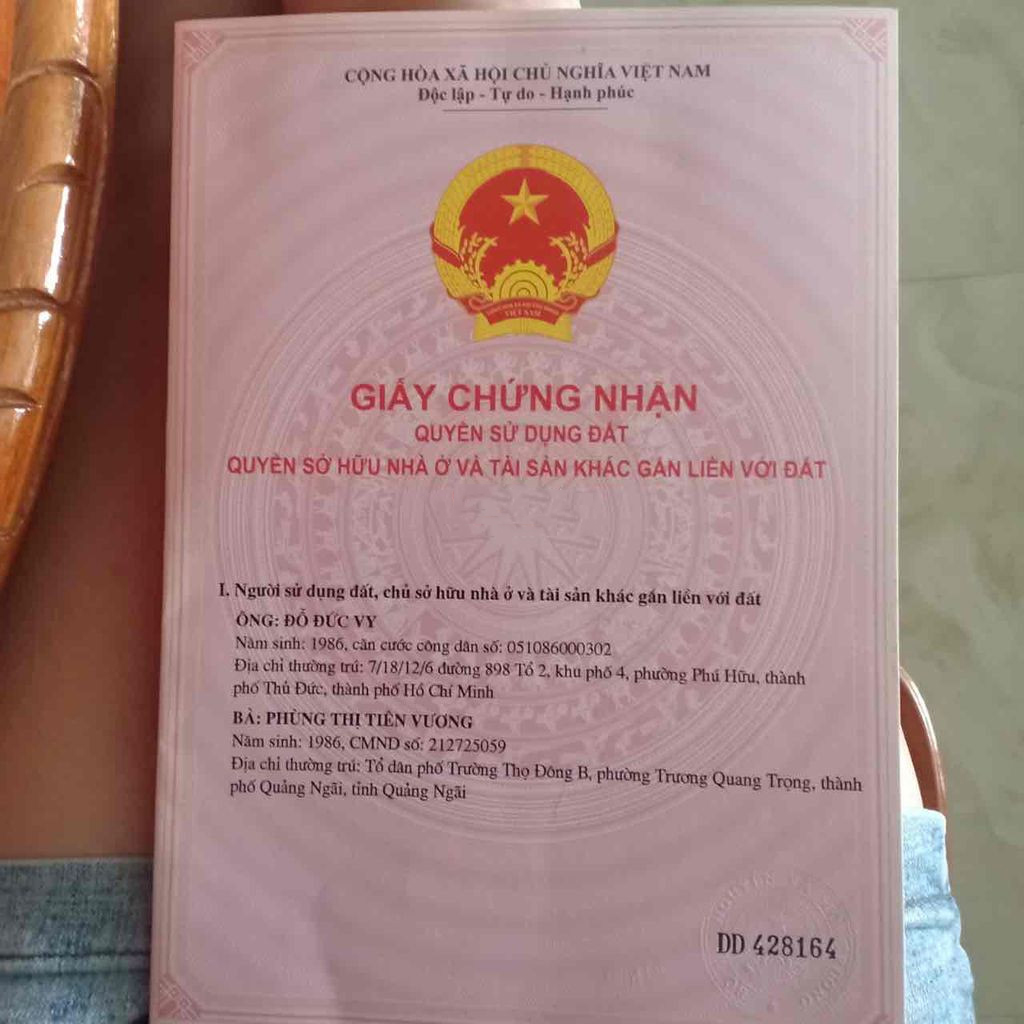 CỘNG HÒA XÃ HỘI CHỦ NGHĨA VIỆT NAM
Độc lập - Tự do - Hạnh phúc
VIỆT NAM
GIẤY CHỨNG NHẬN
QUYỀN SỬ DỤNG ĐẤT
QUYỀN SỞ HỮU NHÀ Ở VÀ TÀI SẢN KHÁC GẮN LIỀN VỚI ĐẤT
I. Người sử dụng đất, chủ sở hữu nhà ở và tài sản khác gắn liền với đất
ÔNG: ĐỖ ĐỨC VY
Năm sinh: 1986, căn cước công dân số: 051086000302
Địa chỉ thường trú: 7/18/12/6 đường 898 Tổ 2, khu phố 4, phường Phú Hữu, thành
phố Thủ Đức, thành phố Hồ Chí Minh
BÀ: PHÙNG THỊ TIÊN VƯƠNG
Năm sinh: 1986, CMND số: 212725059
Địa chỉ thường trú: Tổ dân phố Trường Thọ Đông B, phường Trương Quang Trọng, thành
phố Quảng Ngãi, tỉnh Quảng Ngãi
DD 428164